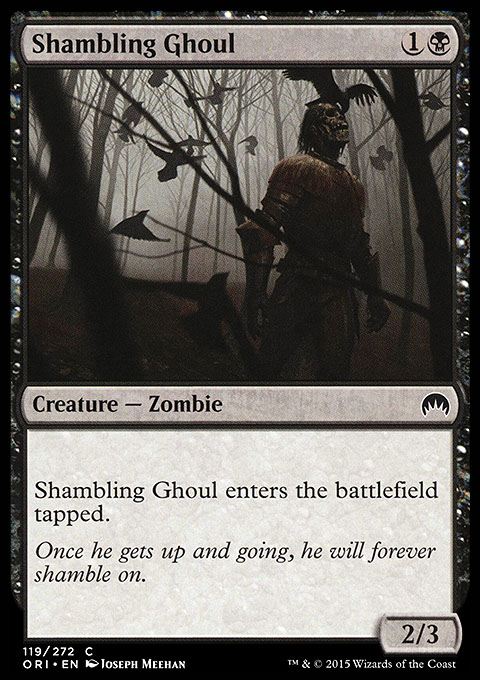 Shambling Ghoul 1
Creature — Zombie
Shambling Ghoul enters the battlefield
tapped.
Once he gets up and going, he will forever
shamble on.
2/3
119/272 C
ORI • EN Joseph Meehan
™ & © 2015 Wizards of the Coast